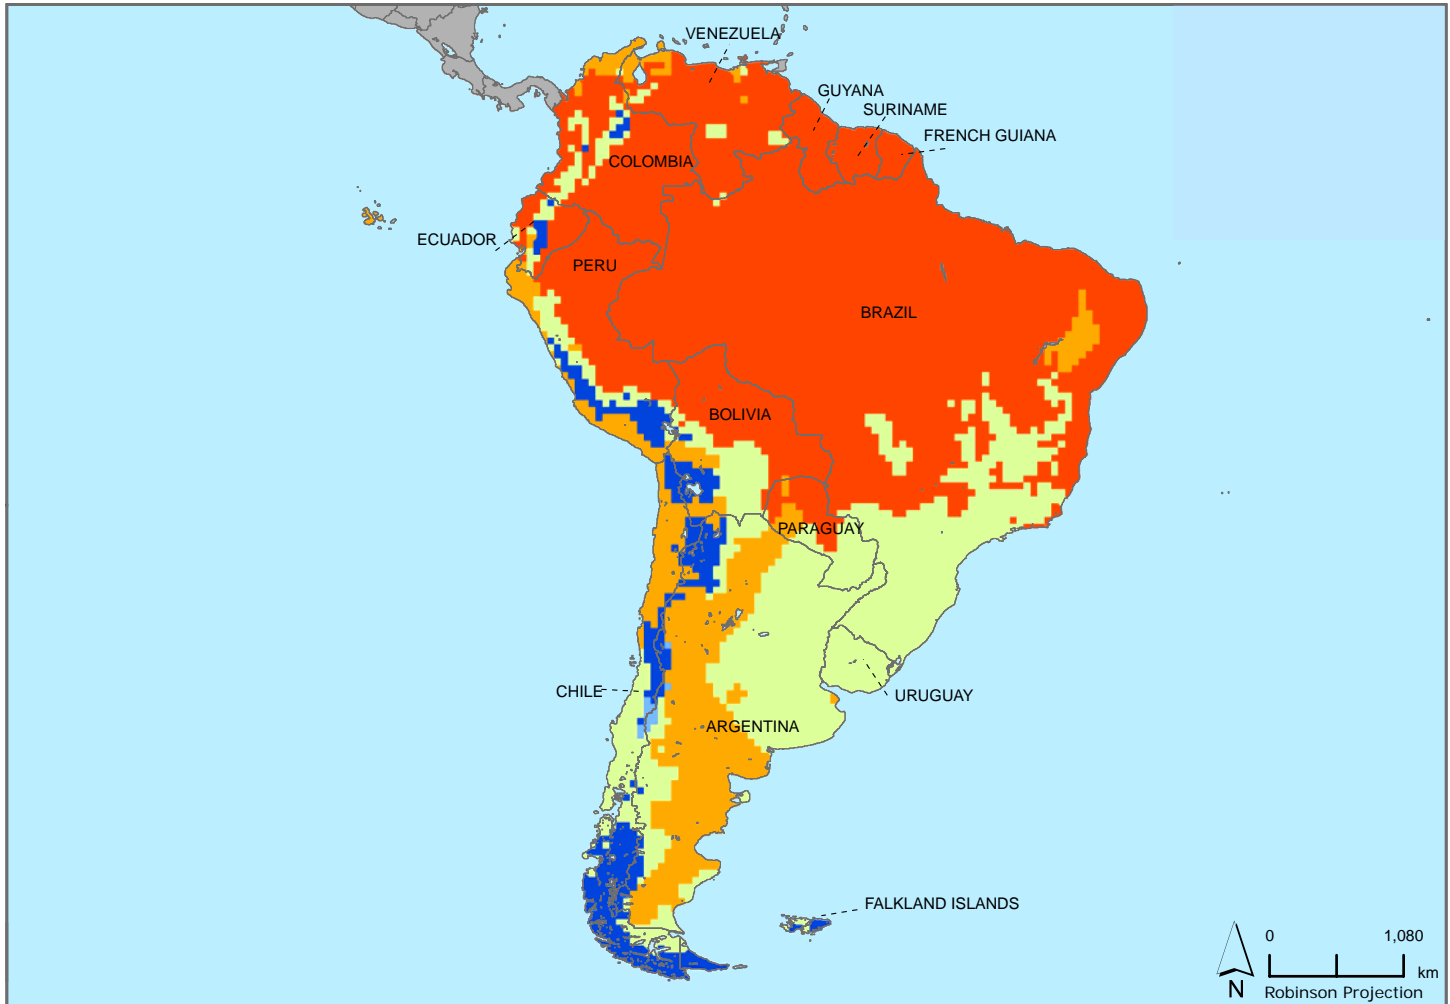 VENEZUELA
GUYANA
SURINAME
FRENCH GUIANA
COLOMBIA
ECUADOR
PERU
BRAZIL
BOLIVIA
PARAGUAY
CHILE
URUGUAY
ARGENTINA
FALKLAND ISLANDS
0 1,080
km
N Robinson Projection